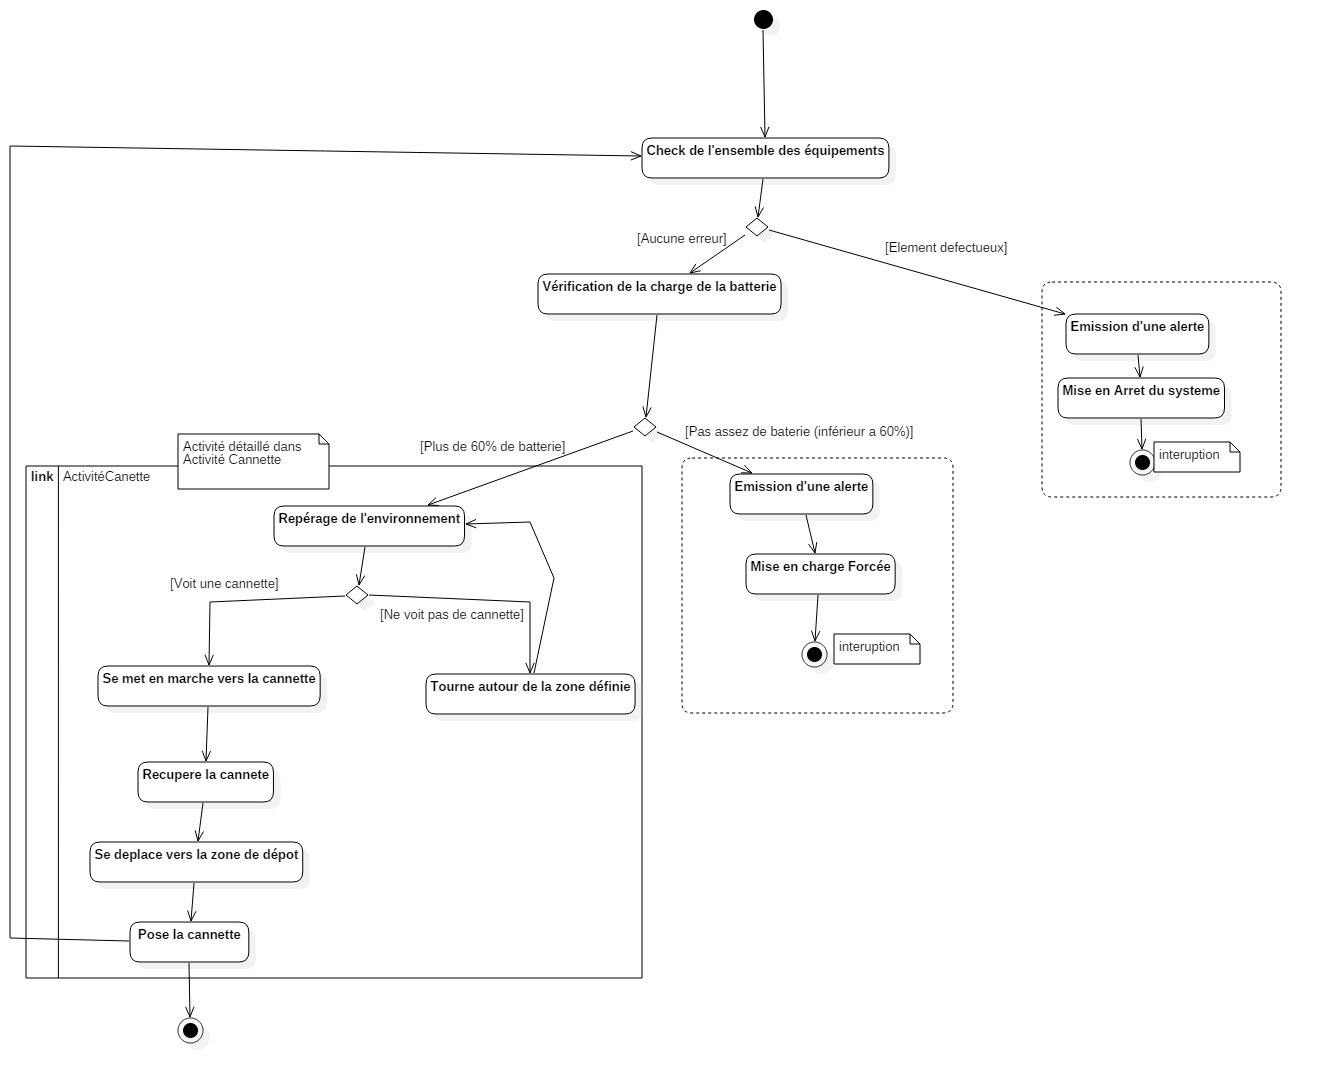 Check de l'ensemble des équipements
[Aucune erreur]
[Element defectueux]
Vérification de la charge de la batterie
Emission d'une alerte
Mise en Arret du systeme
interuption
[Plus de 60% de batterie]
[Pas assez de baterie (inférieur a 60%)]
Activité détaillé dans
Activité Cannette
link
ActivitéCanette
Emission d'une alerte
Repérage de l'environnement
Mise en charge Forcée
[Voit une cannette]
[Ne voit pas de cannette]
interuption
Se met en marche vers la cannette
Tourne autour de la zone définie
Recupere la cannete
Se deplace vers la zone de dépot
Pose la cannette